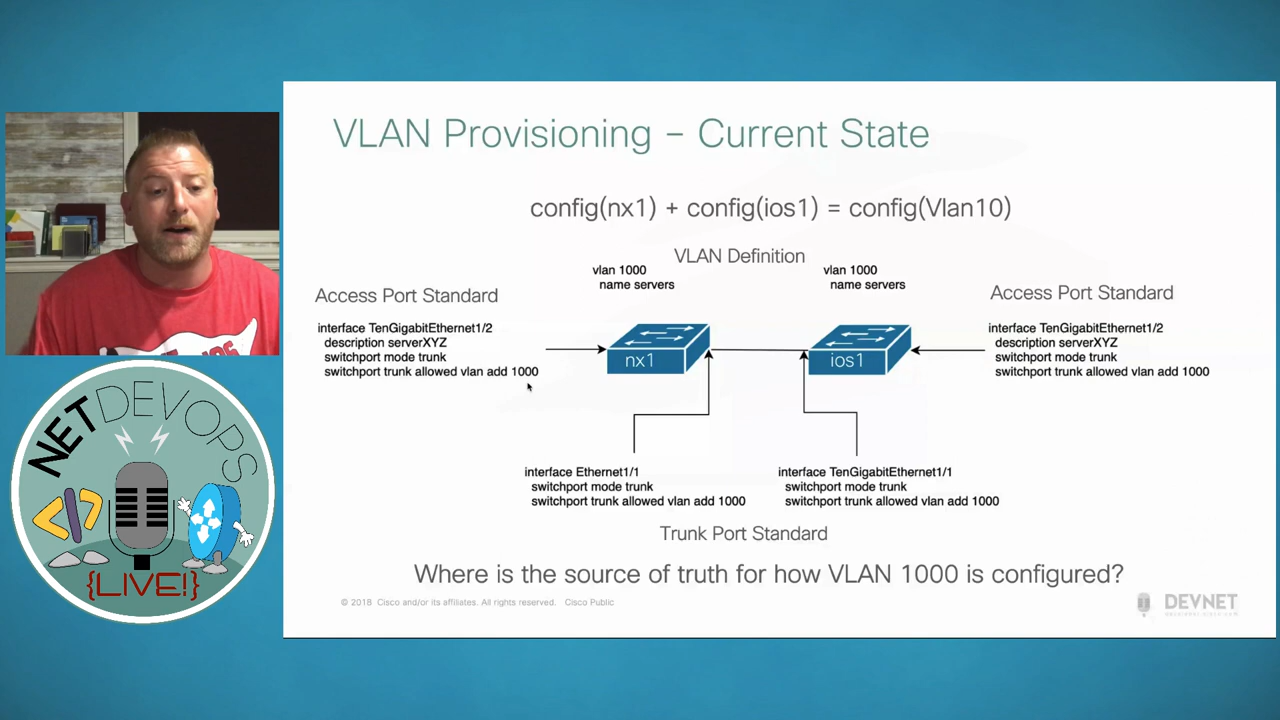 VLAN Provisioning – Current State
config(nx1) + config(ios1) = config(Vlan10)
VLAN Definition
vlan 1000
name servers
vlan 1000
name servers
Access Port Standard
interface TenGigabitEthernet1/2
description serverXYZ
switchport mode trunk
switchport trunk allowed vlan add 1000
Access Port Standard
interface TenGigabitEthernet1/2
description serverXYZ
switchport mode trunk
switchport trunk allowed vlan add 1000
nx1
ios1
interface Ethernet1/1
switchport mode trunk
switchport trunk allowed vlan add 1000
interface TenGigabitEthernet1/1
switchport mode trunk
switchport trunk allowed vlan add 1000
Trunk Port Standard
Where is the source of truth for how VLAN 1000 is configured?
© 2018 Cisco and/or its affiliates. All rights reserved. Cisco Public
DEVNET
NETDEVOPS
{LIVE!}